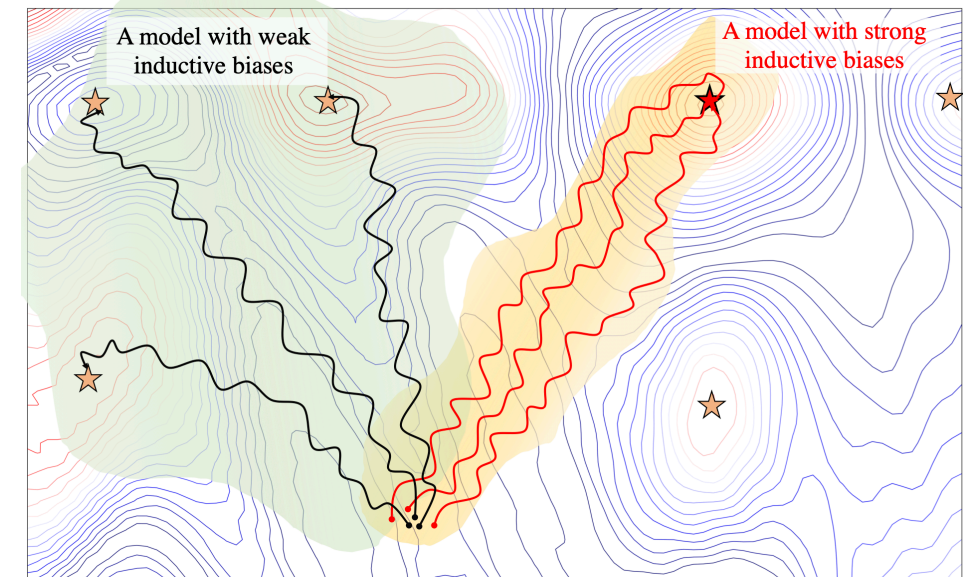 A model with weak
inductive biases
A model with strong
inductive biases